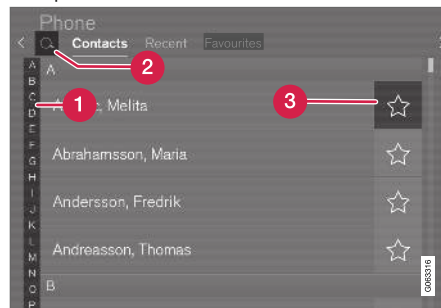 Phone
Contacts Recent Favourites
2
A
A
B
C
D
E
F
G
H
I
J
K
L
M
N
O
P
1
Melita
3
Abrahamsson, Maria
Andersson, Fredrik
Andreasson, Thomas
B
G063316